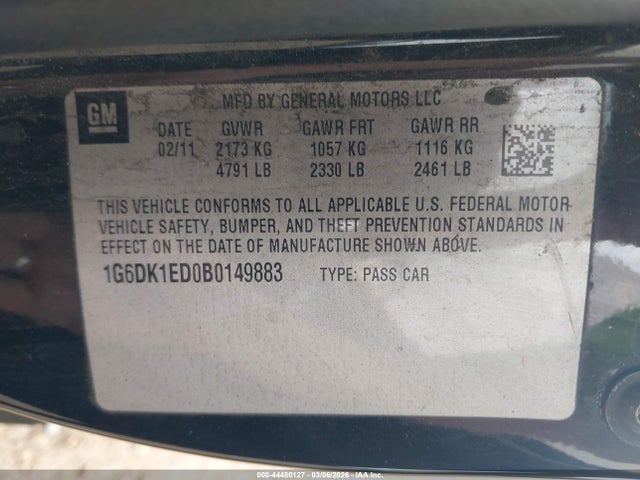 GM
MFD BY GENERAL MOTORS LLC
DATE GVWR GAWR FRT GAWR RR
02/11 2173 KG 1057 KG 1116 KG
4791 LB 2330 LB 2461 LB
THIS VEHICLE CONFORMS TO ALL APPLICABLE U.S. FEDERAL MOTOR
VEHICLE SAFETY, BUMPER, AND THEFT PREVENTION STANDARDS IN
EFFECT ON THE DATE OF MANUFACTURE SHOWN ABOVE.
1G6DK1ED0B0149883 TYPE: PASS CAR
© 44480127 - 03/06/2026 - IAA Inc.